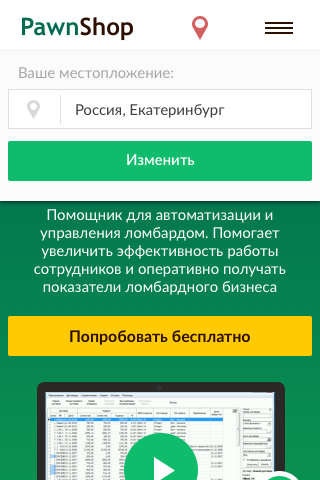 PawnShop
Ваше местопложение:
Россия, Екатеринбург
Изменить
Помощник для автоматизации и
управления ломбардом. Помогает
увеличить эффективность работы
сотрудников и оперативно получать
показатели ломбардного бизнеса
Попробовать бесплатно